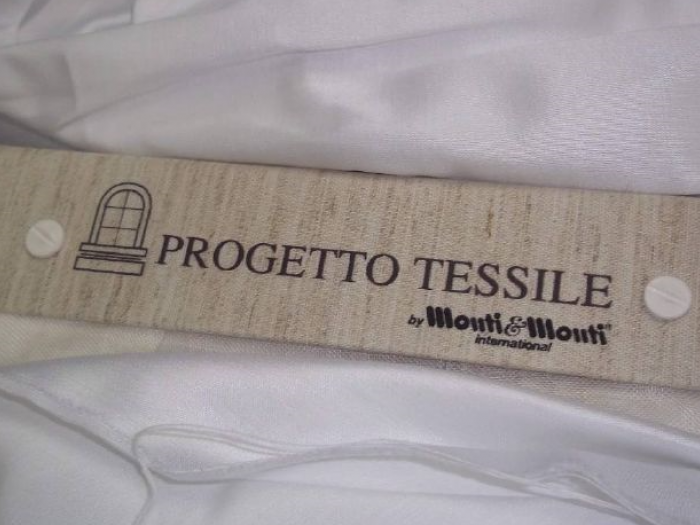 PROGETTO TESSILE
by Monti & Monti®
international